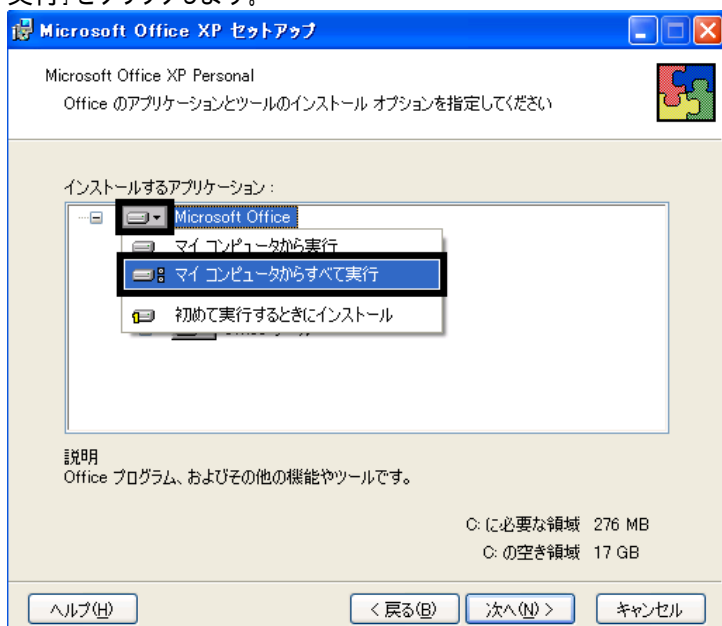 実行」をクリックします。
Microsoft Office XP セットアップ
Microsoft Office XP Personal
Office のアプリケーションとツールのインストール オプションを指定してください
インストールするアプリケーション:
Microsoft Office
マイ コンピュータから実行
マイ コンピュータからすべて実行
初めて実行するときにインストール
説明
Office プログラム、およびその他の機能やツールです。
C: に必要な領域 276 MB
C: の空き領域 17 GB
ヘルプ(H)
< 戻る(B)
次へ(N) >
キャンセル